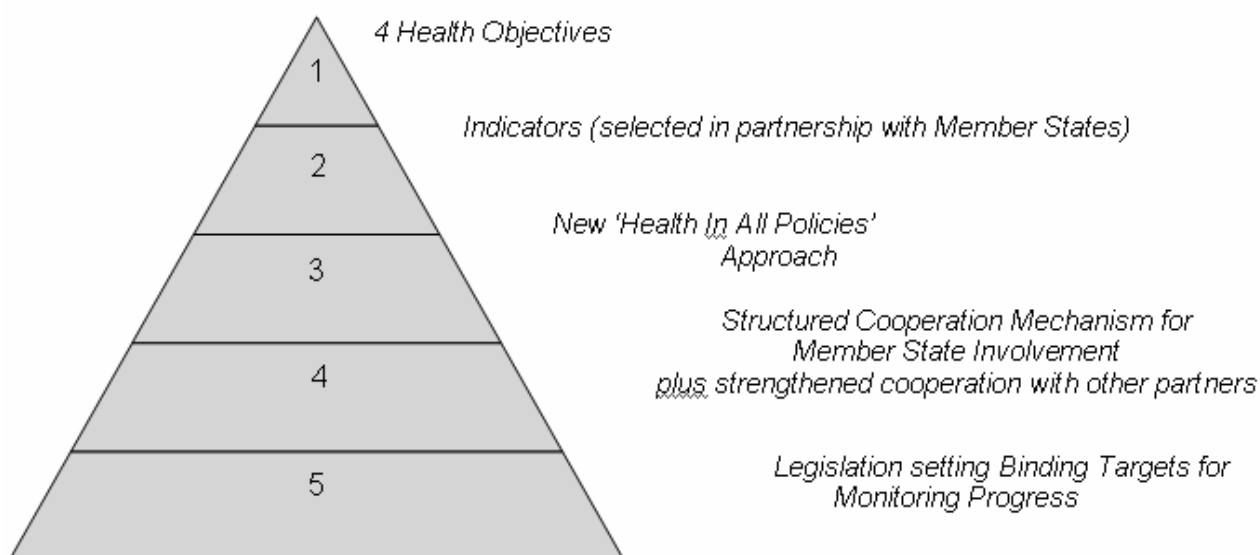 4 Health Objectives
1
Indicators (selected in partnership with Member States)
2
New ‘Health In All Policies’
Approach
3
Structured Cooperation Mechanism for
Member State Involvement
plus strengthened cooperation with other partners
4
Legislation setting Binding Targets for
Monitoring Progress
5